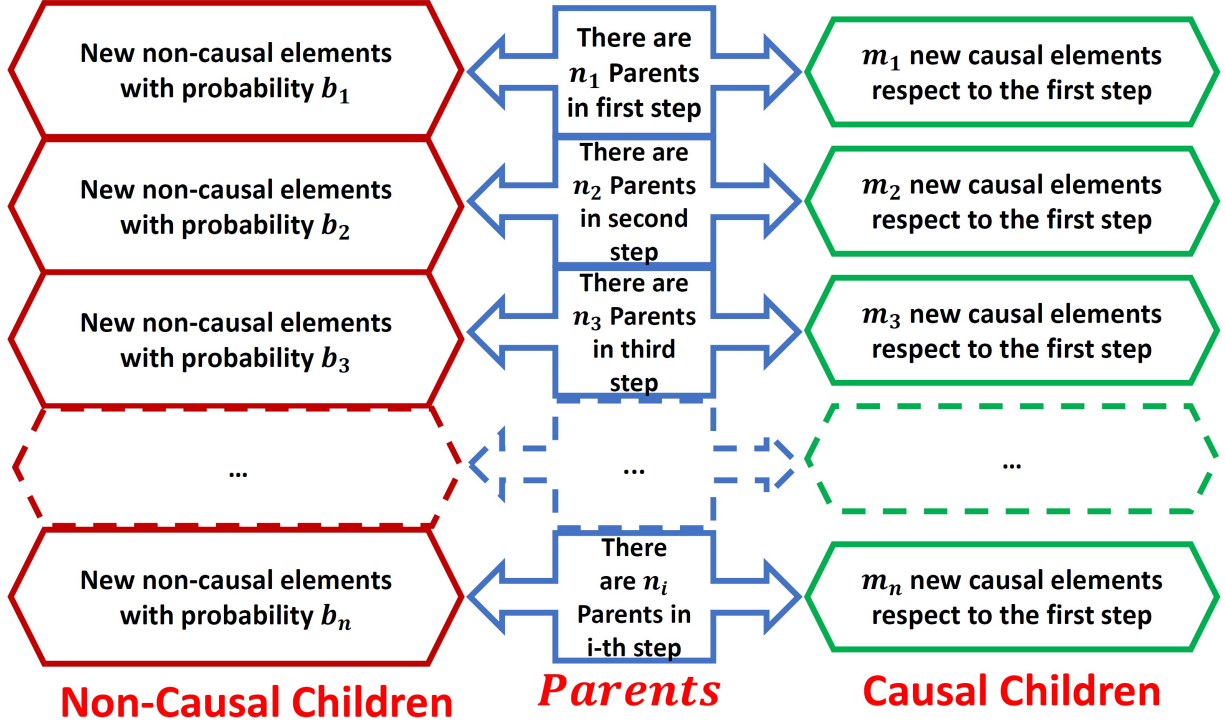 New non-causal elements
with probability b₁
There are
n₁ Parents
in first step
m₁ new causal elements
respect to the first step
New non-causal elements
with probability b₂
There are
n₂ Parents
in second
step
m₂ new causal elements
respect to the first step
New non-causal elements
with probability b₃
There are
n₃ Parents
in third
step
m₃ new causal elements
respect to the first step
...
...
...
New non-causal elements
with probability bₙ
There
are nᵢ
Parents in
i-th step
mₙ new causal elements
respect to the first step
Non-Causal Children
Parents
Causal Children